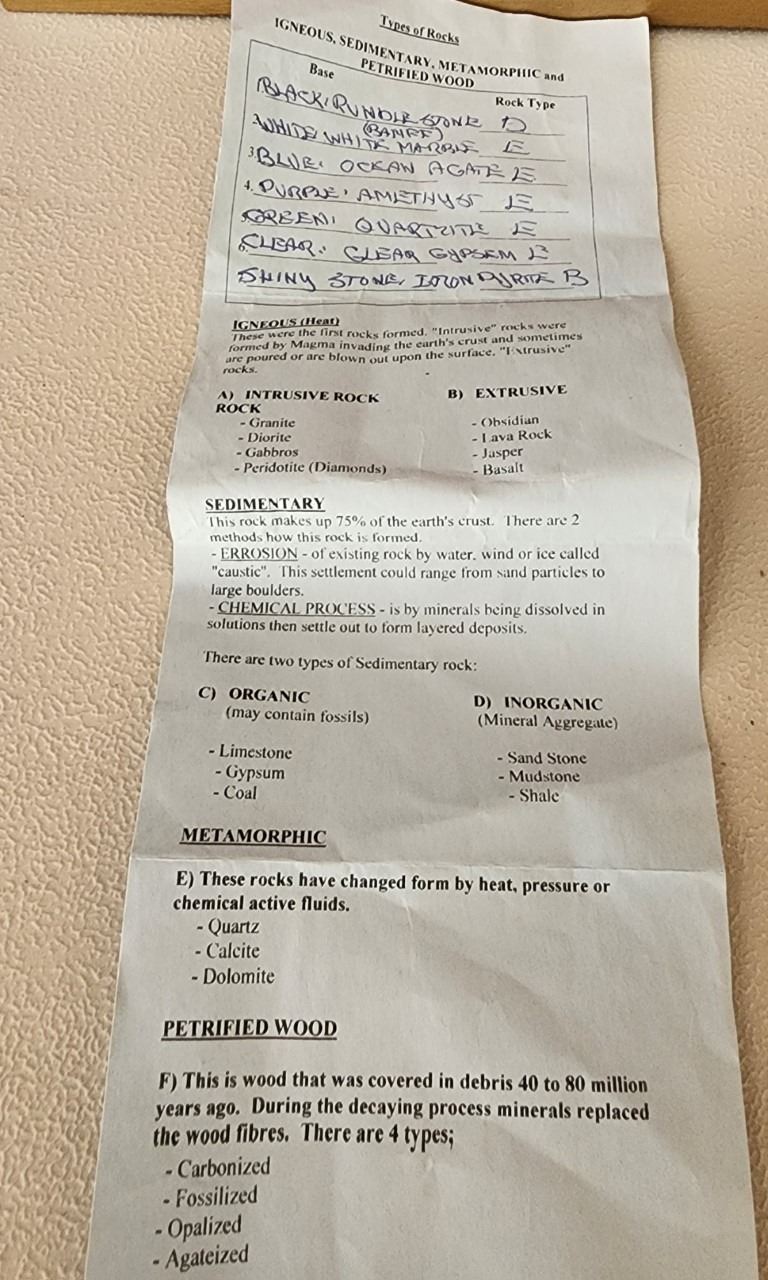 Types of Rocks
IGNEOUS, SEDIMENTARY, METAMORPHIC and
PETRIFIED WOOD
Base Rock Type
BLACK: RUNDLE STONE D
(BANFF)
2. WHITE WHITE MARBLE E
3. BLUE: OCEAN AGATE E
4. PURPLE: AMETHYST E
5. GREEN: QUARTZITE E
6. CLEAR: CLEAR GYPSEM B
SHINY STONE, IORON PYRITE B
IGNEOUS (Heat)
These were the first rocks formed. "Intrusive" rocks were
formed by Magma invading the earth's crust and sometimes
are poured or are blown out upon the surface. "Extrusive"
rocks.
A) INTRUSIVE ROCK B) EXTRUSIVE
ROCK
- Granite - Obsidian
- Diorite - Lava Rock
- Gabbros - Jasper
- Peridotite (Diamonds) - Basalt
SEDIMENTARY
This rock makes up 75% of the earth's crust. There are 2
methods how this rock is formed.
- ERROSION - of existing rock by water, wind or ice called
"caustic". This settlement could range from sand particles to
large boulders.
- CHEMICAL PROCESS - is by minerals being dissolved in
solutions then settle out to form layered deposits.
There are two types of Sedimentary rock:
C) ORGANIC D) INORGANIC
(may contain fossils) (Mineral Aggregate)
- Limestone - Sand Stone
- Gypsum - Mudstone
- Coal - Shale
METAMORPHIC
E) These rocks have changed form by heat, pressure or
chemical active fluids.
- Quartz
- Calcite
- Dolomite
PETRIFIED WOOD
F) This is wood that was covered in debris 40 to 80 million
years ago. During the decaying process minerals replaced
the wood fibres. There are 4 types;
- Carbonized
- Fossilized
- Opalized
- Agateized